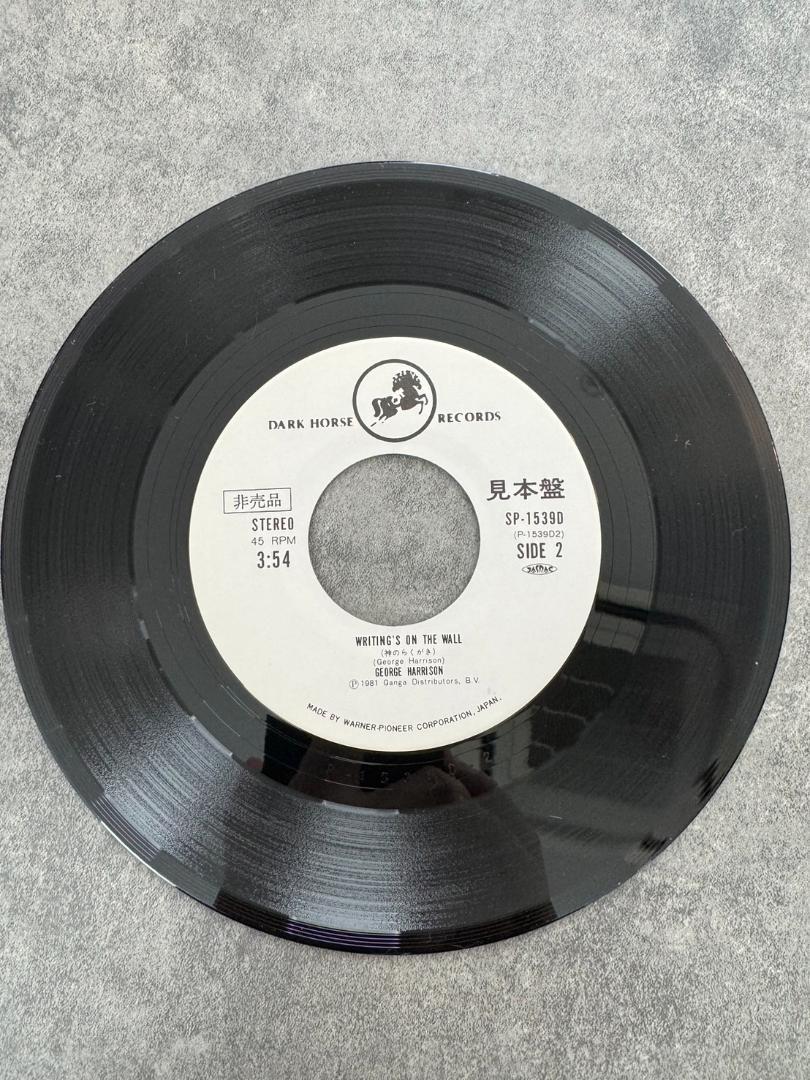 DARK HORSE RECORDS
非売品
STEREO
45 RPM
3:54
見本盤
SP-1539D
(P-1539D2)
SIDE 2
WRITING'S ON THE WALL
(神のらくがき)
(George Harrison)
GEORGE HARRISON
Ⓟ1981 Ganga Distributors, B.V.
MADE BY WARNER-PIONEER CORPORATION, JAPAN.